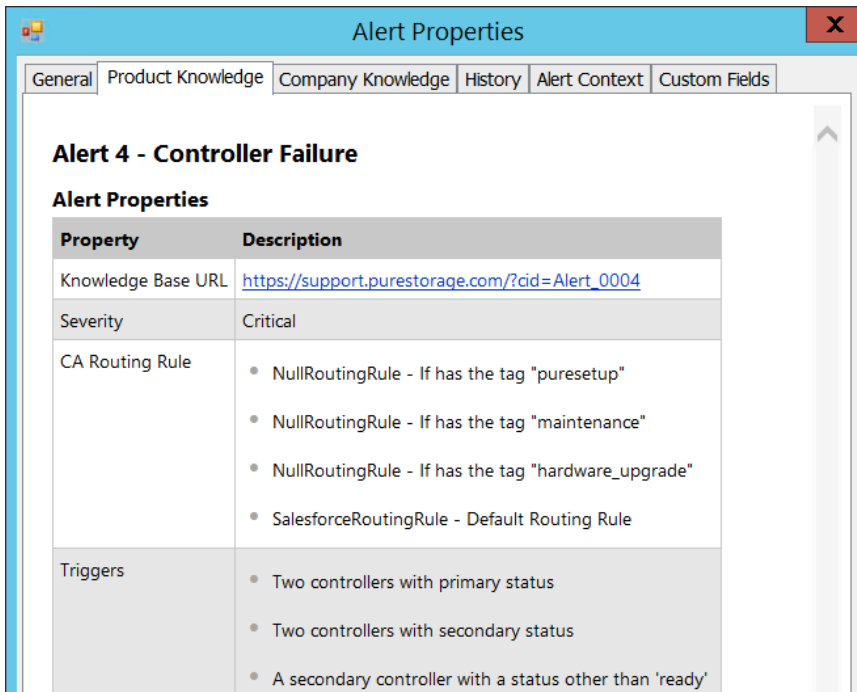 Alert Properties
X
General Product Knowledge Company Knowledge History Alert Context Custom Fields
Alert 4 - Controller Failure
Alert Properties
Property Description
Knowledge Base URL https://support.purestorage.com/?cid=Alert_0004
Severity Critical
CA Routing Rule
NullRoutingRule - If has the tag "puresetup"
NullRoutingRule - If has the tag "maintenance"
NullRoutingRule - If has the tag "hardware_upgrade"
SalesforceRoutingRule - Default Routing Rule
Triggers
Two controllers with primary status
Two controllers with secondary status
A secondary controller with a status other than 'ready'